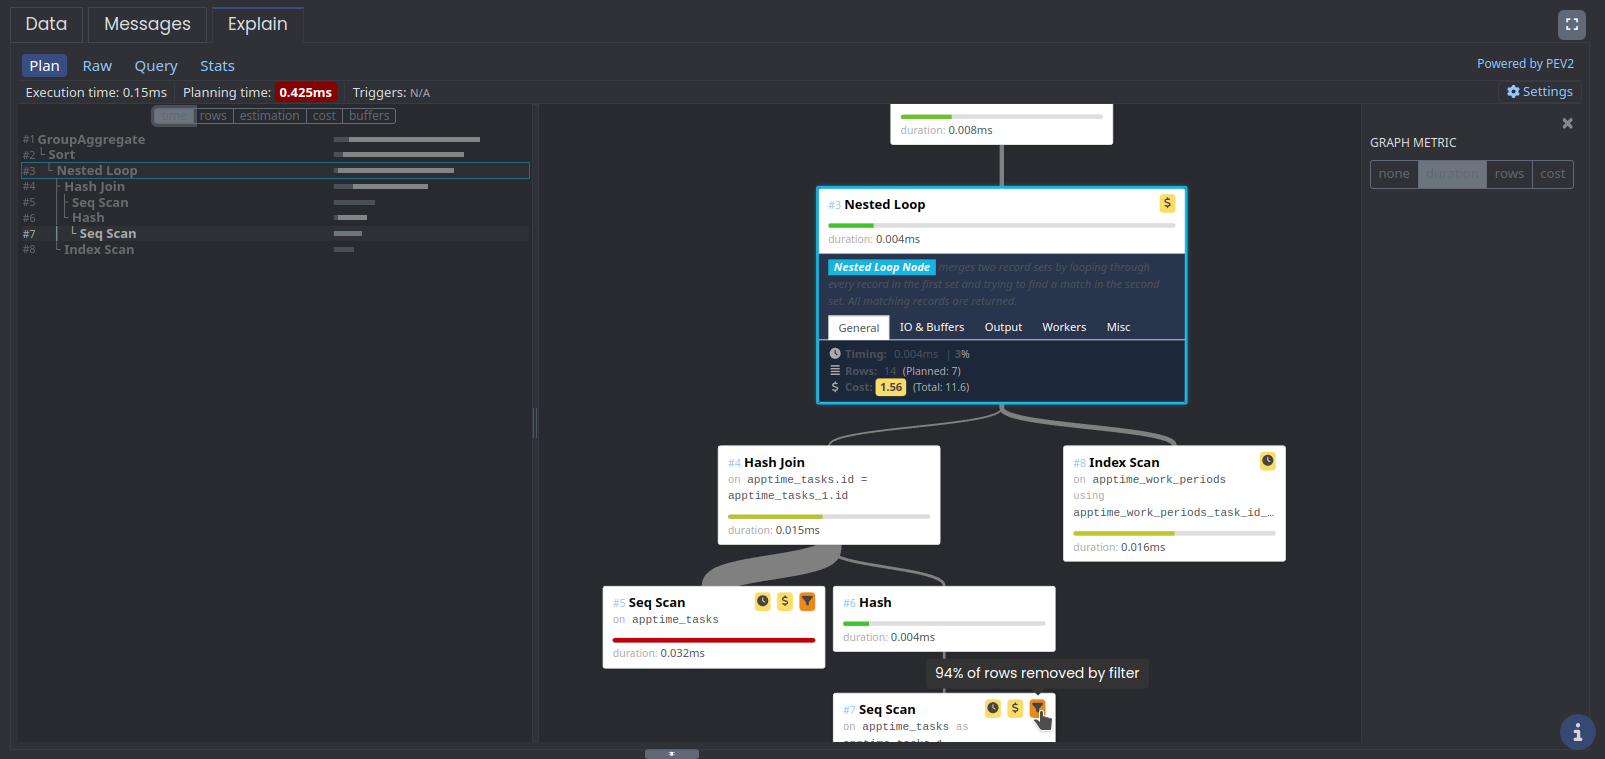 Data Messages Explain
Plan Raw Query Stats
Powered by PEV2
Execution time: 0.15ms Planning time: 0.425ms Triggers: N/A
Settings
time rows estimation cost buffers
#1 GroupAggregate
#2 Sort
#3 Nested Loop
#4 Hash Join
#5 Seq Scan
#6 Hash
#7 Seq Scan
#8 Index Scan
duration: 0.008ms
#3 Nested Loop $
duration: 0.004ms
Nested Loop Node merges two record sets by looping through
every record in the first set and trying to find a match in the second
set. All matching records are returned.
General IO & Buffers Output Workers Misc
Timing: 0.004ms | 3%
Rows: 14 (Planned: 7)
$ Cost: 1.56 (Total: 11.6)
#4 Hash Join
on apptime_tasks.id =
apptime_tasks_1.id
duration: 0.015ms
#8 Index Scan
on apptime_work_periods
using
apptime_work_periods_task_id_…
duration: 0.016ms
#5 Seq Scan $
on apptime_tasks
duration: 0.032ms
#6 Hash
duration: 0.004ms
94% of rows removed by filter
#7 Seq Scan $
on apptime_tasks as
GRAPH METRIC
none duration rows cost